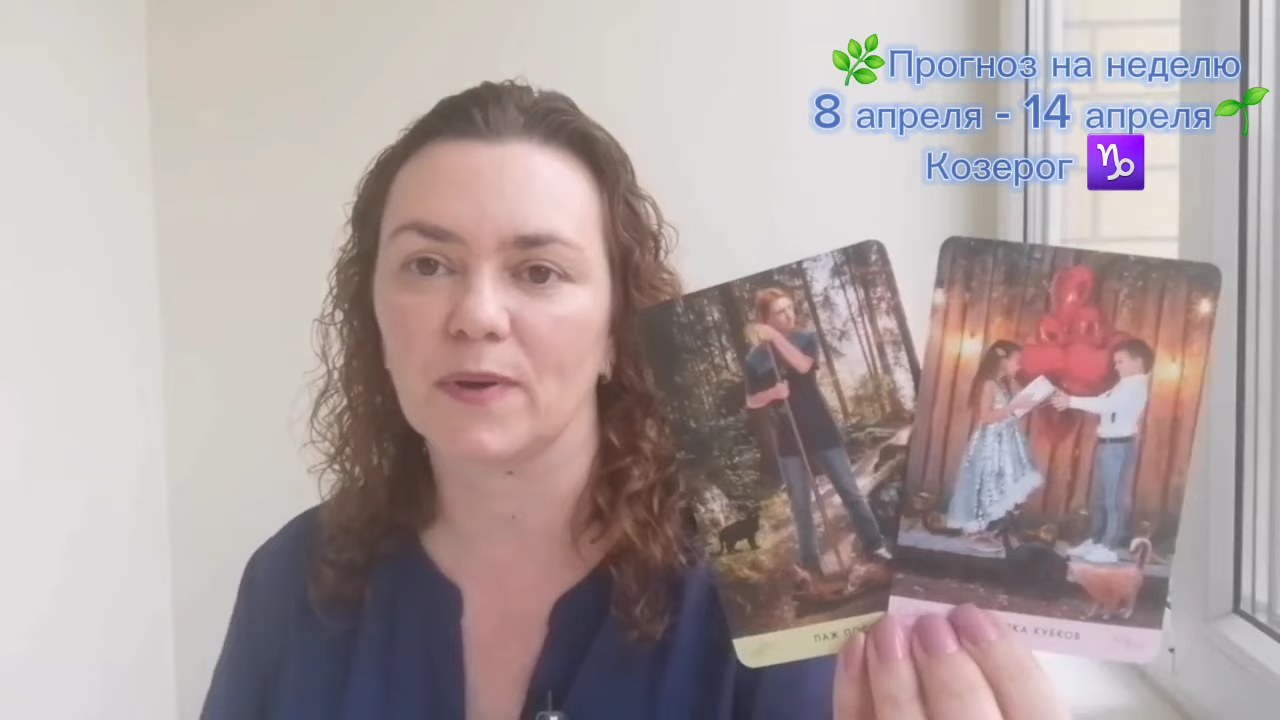 Прогноз на неделю
8 апреля - 14 апреля
Козерог
ПАЖ
КУБКОВ